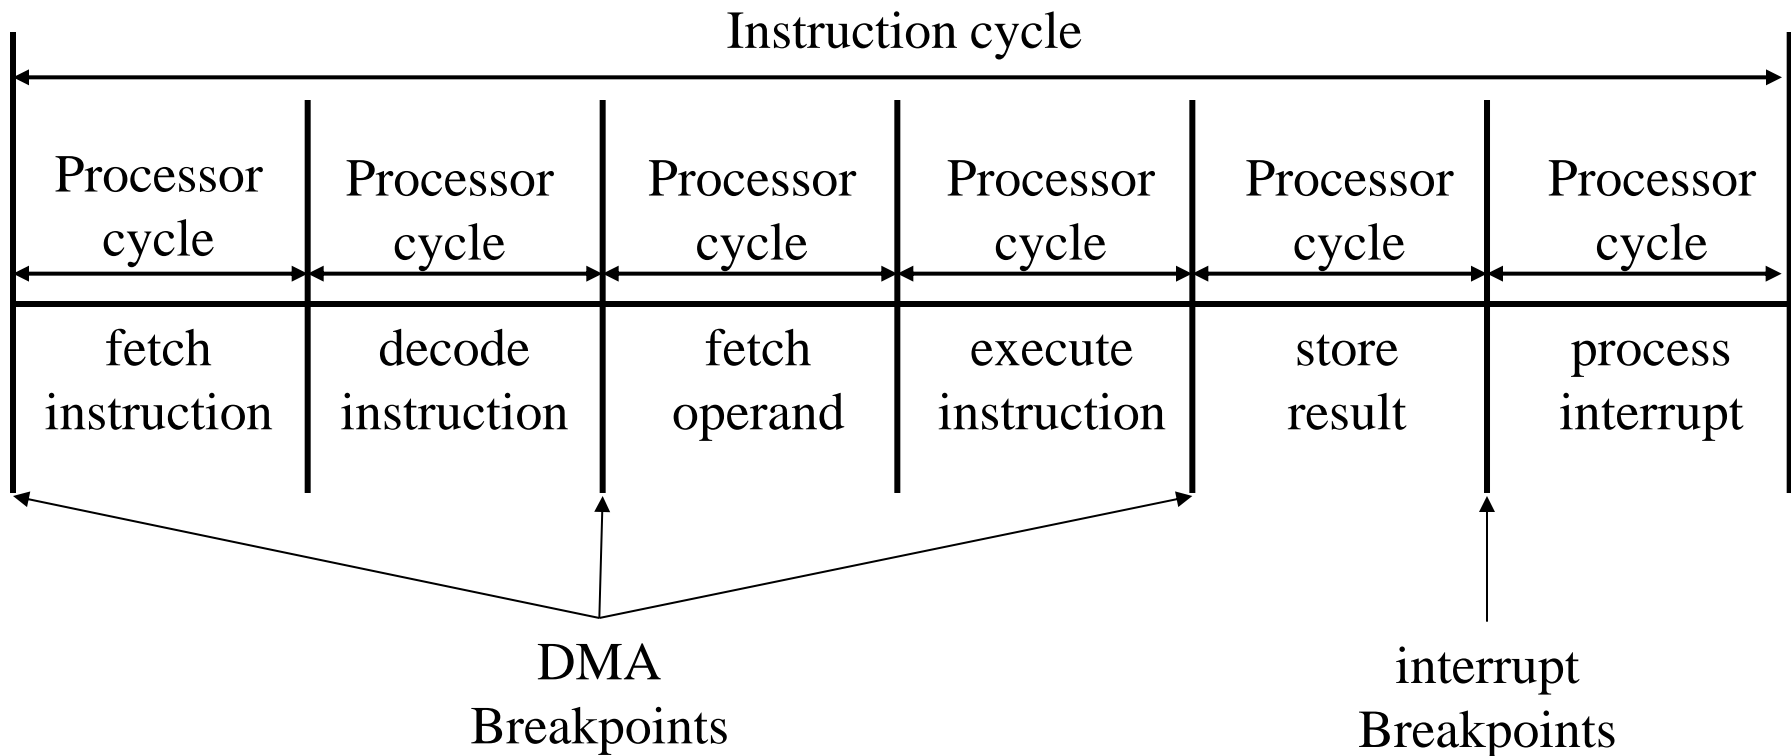 Instruction cycle
Processor
cycle
Processor
cycle
Processor
cycle
Processor
cycle
Processor
cycle
Processor
cycle
fetch
instruction
decode
instruction
fetch
operand
execute
instruction
store
result
process
interrupt
DMA
Breakpoints
interrupt
Breakpoints